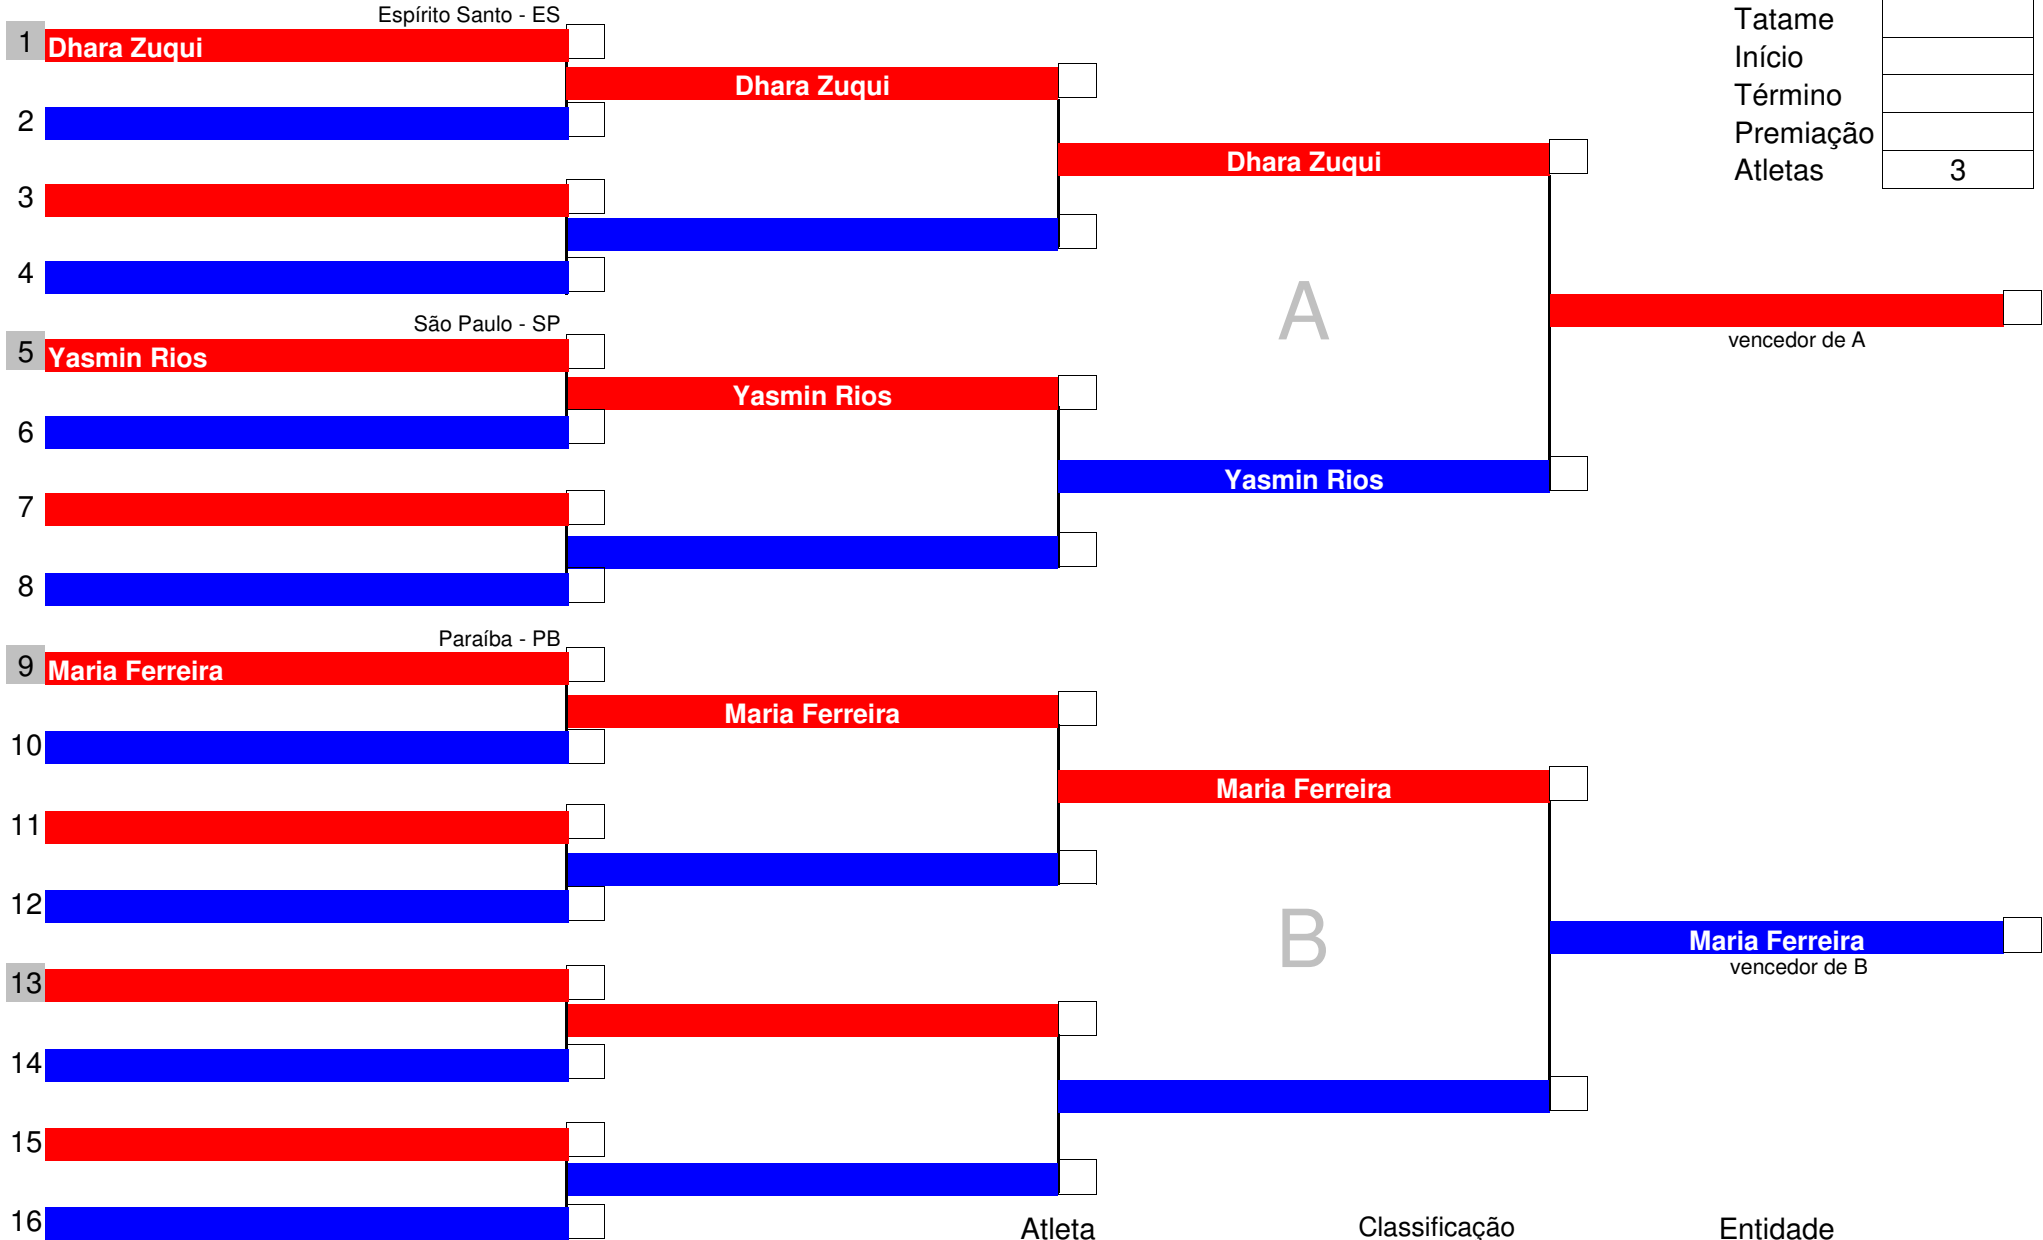 Espírito Santo - ES
1 Dhara Zuqui
Dhara Zuqui
2
Dhara Zuqui
3
4
Tatame
Início
Término
Premiação
Atletas 3
A
São Paulo - SP
5 Yasmin Rios
vencedor de A
Yasmin Rios
6
Yasmin Rios
7
8
Paraíba - PB
9 Maria Ferreira
Maria Ferreira
10
Maria Ferreira
11
12
B
Maria Ferreira
vencedor de B
13
14
15
16
Atleta Classificação Entidade